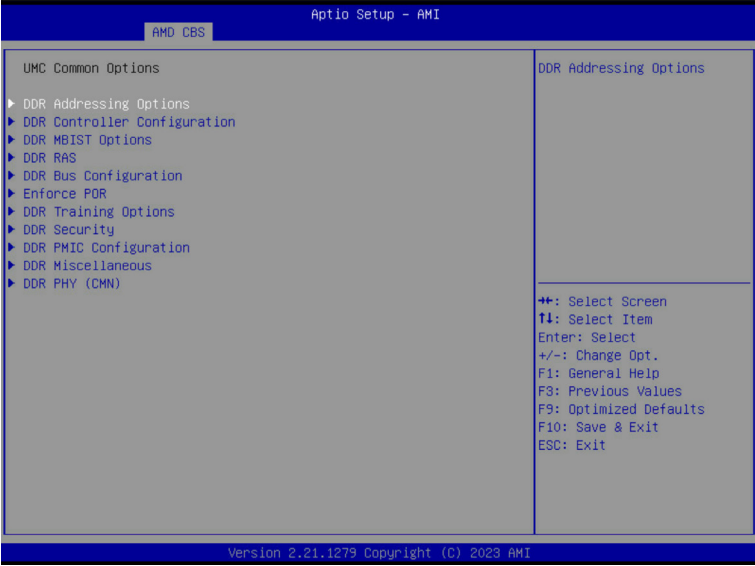 Aptio Setup – AMI
AMD CBS
UMC Common Options
DDR Addressing Options
DDR Controller Configuration
DDR MBIST Options
DDR RAS
DDR Bus Configuration
Enforce POR
DDR Training Options
DDR Security
DDR PMIC Configuration
DDR Miscellaneous
DDR PHY (CMN)
DDR Addressing Options
→←: Select Screen
↑↓: Select Item
Enter: Select
+/-: Change Opt.
F1: General Help
F3: Previous Values
F9: Optimized Defaults
F10: Save & Exit
ESC: Exit
Version 2.21.1279 Copyright (C) 2023 AMI